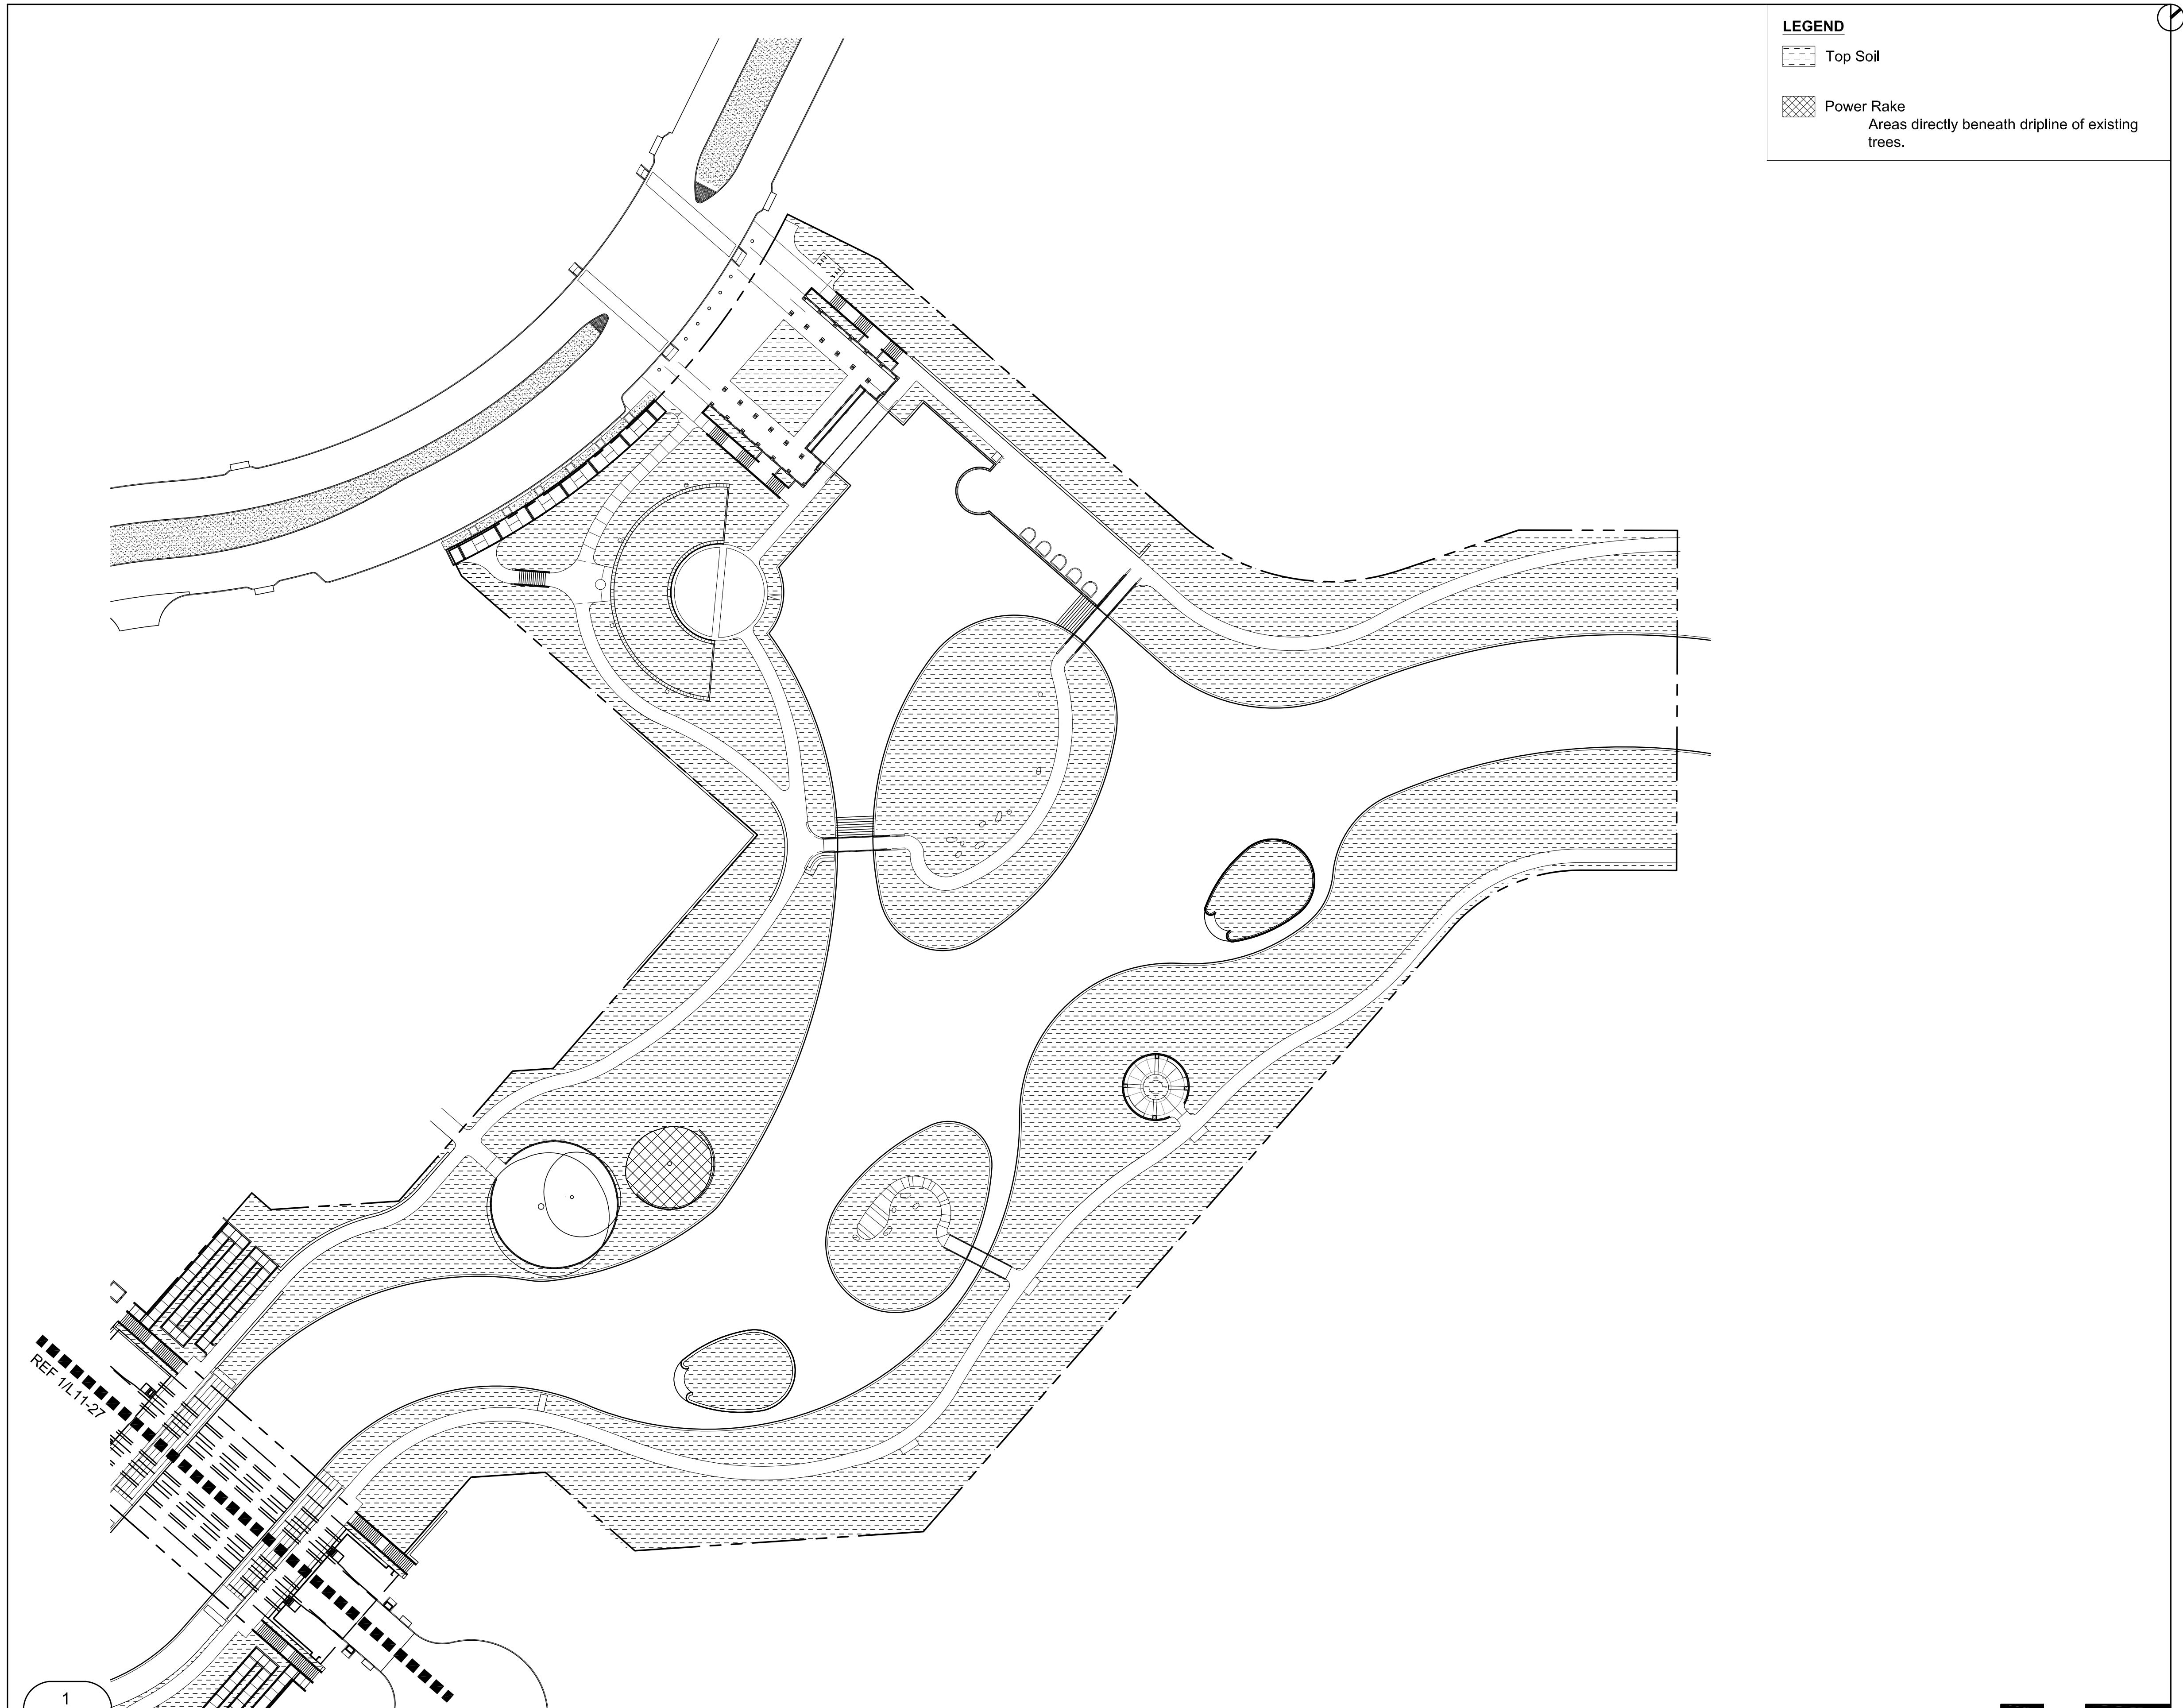 LEGEND
Top Soil
Power Rake
Areas directly beneath dripline of existing
trees.
REF 1/L11-27
1